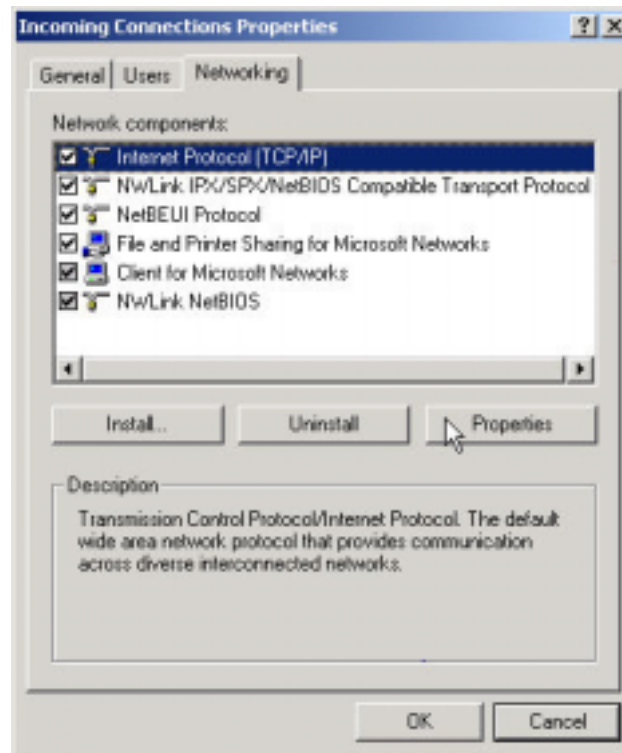 Incoming Connections Properties
General Users Networking
Network components:
Internet Protocol (TCP/IP)
NWLink IPX/SPX/NetBIOS Compatible Transport Protocol
NetBEUI Protocol
File and Printer Sharing for Microsoft Networks
Client for Microsoft Networks
NWLink NetBIOS
Install... Uninstall Properties
Description
Transmission Control Protocol/Internet Protocol. The default
wide area network protocol that provides communication
across diverse interconnected networks.
OK Cancel